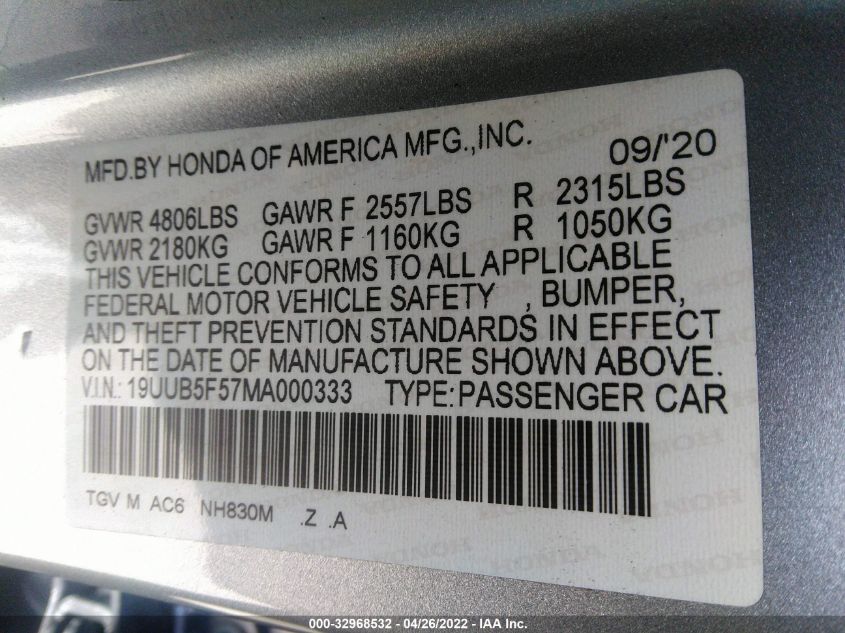 MFD.BY HONDA OF AMERICA MFG.,INC. 09/'20
GVWR 4806LBS GAWR F 2557LBS R 2315LBS
GVWR 2180KG GAWR F 1160KG R 1050KG
THIS VEHICLE CONFORMS TO ALL APPLICABLE
FEDERAL MOTOR VEHICLE SAFETY , BUMPER,
AND THEFT PREVENTION STANDARDS IN EFFECT
ON THE DATE OF MANUFACTURE SHOWN ABOVE.
V.I.N.: 19UUB5F57MA000333 TYPE:PASSENGER CAR
TGV M AC6 NH830M .Z .A
000-32968532 - 04/26/2022 - IAA Inc.